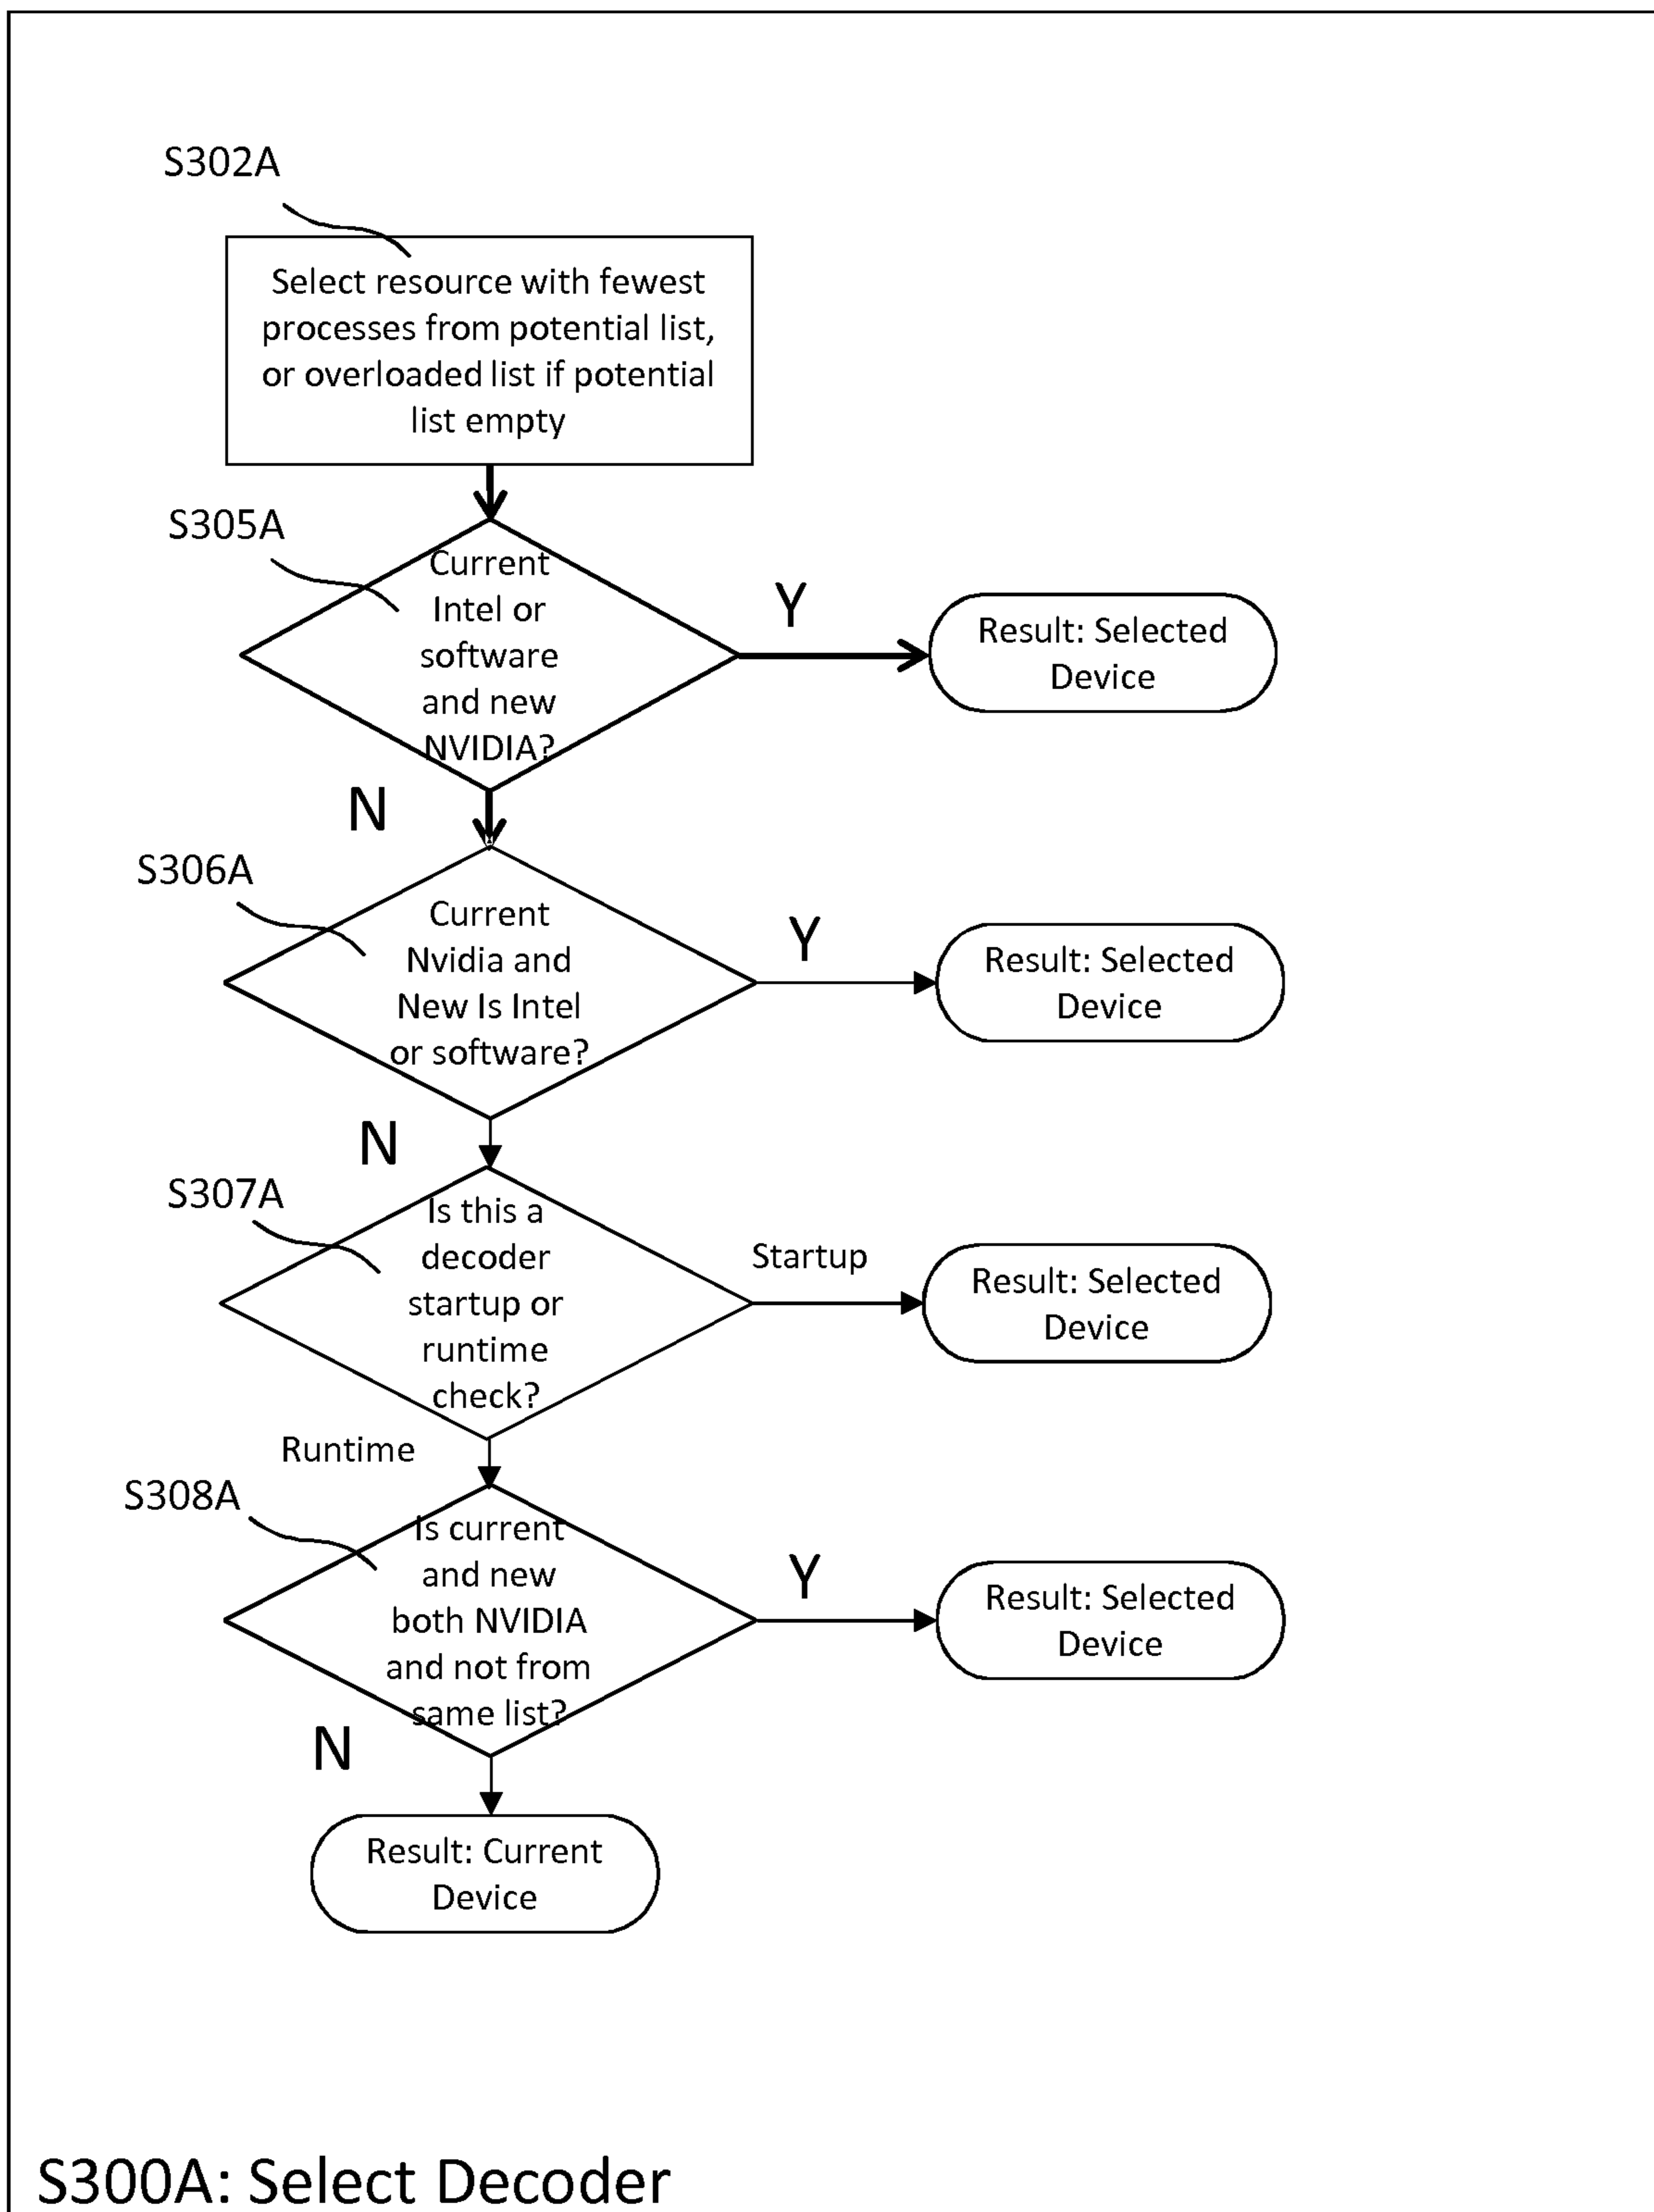 S302A
Select resource with fewest
processes from potential list,
or overloaded list if potential
list empty
S305A
Current
Intel or
software
and new
NVIDIA?
Y
Result: Selected
Device
N
S306A
Current
Nvidia and
New Is Intel
or software?
Y
Result: Selected
Device
N
S307A
Is this a
decoder
startup or
runtime
check?
Startup
Result: Selected
Device
Runtime
S308A
Is current
and new
both NVIDIA
and not from
same list?
Y
Result: Selected
Device
N
Result: Current
Device
S300A: Select Decoder